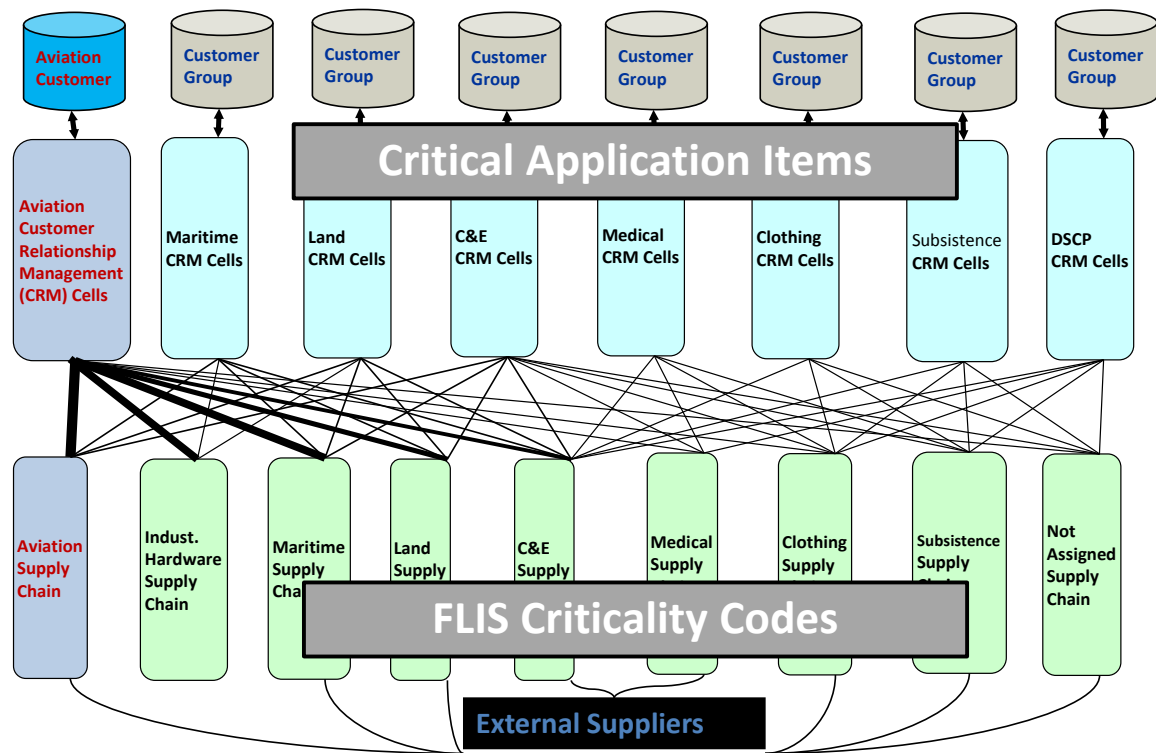 Aviation
Customer
Customer
Group
Customer
Group
Customer
Group
Customer
Group
Customer
Group
Customer
Group
Customer
Group
Critical Application Items
Aviation
Customer
Relationship
Management
(CRM) Cells
Maritime
CRM Cells
Land
CRM Cells
C&E
CRM Cells
Medical
CRM Cells
Clothing
CRM Cells
Subsistence
CRM Cells
DSCP
CRM Cells
Aviation
Supply
Chain
Indust.
Hardware
Supply
Chain
Maritime
Supply
Chain
Land
Supply
C&E
Supply
Medical
Supply
Clothing
Supply
Subsistence
Supply
Chain
Not
Assigned
Supply
Chain
FLIS Criticality Codes
External Suppliers